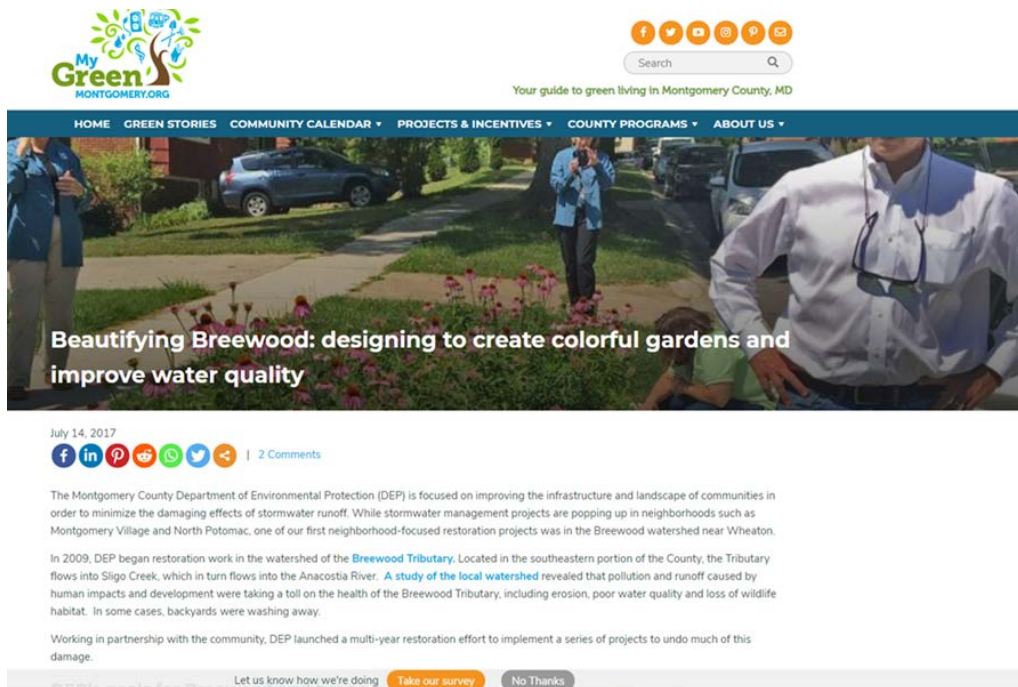 My
Green
MONTGOMERY.ORG
Search
Your guide to green living in Montgomery County, MD
HOME GREEN STORIES COMMUNITY CALENDAR PROJECTS & INCENTIVES COUNTY PROGRAMS ABOUT US
Beautifying Breewood: designing to create colorful gardens and
improve water quality
July 14, 2017
| 2 Comments
The Montgomery County Department of Environmental Protection (DEP) is focused on improving the infrastructure and landscape of communities in
order to minimize the damaging effects of stormwater runoff. While stormwater management projects are popping up in neighborhoods such as
Montgomery Village and North Potomac, one of our first neighborhood-focused restoration projects was in the Breewood watershed near Wheaton.
In 2009, DEP began restoration work in the watershed of the Breewood Tributary. Located in the southeastern portion of the County, the Tributary
flows into Sligo Creek, which in turn flows into the Anacostia River. A study of the local watershed revealed that pollution and runoff caused by
human impacts and development were taking a toll on the health of the Breewood Tributary, including erosion, poor water quality and loss of wildlife
habitat. In some cases, backyards were washing away.
Working in partnership with the community, DEP launched a multi-year restoration effort to implement a series of projects to undo much of this
damage.
Let us know how we're doing Take our survey No Thanks